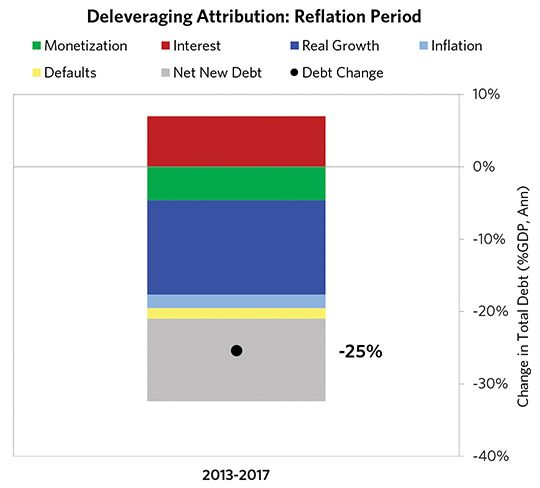 Deleveraging Attribution: Reflation Period
Monetization Interest Real Growth Inflation
Defaults Net New Debt Debt Change
10%
0%
-10%
-20%
-25%
-30%
-40%
Change in Total Debt (%GDP, Ann)
2013-2017